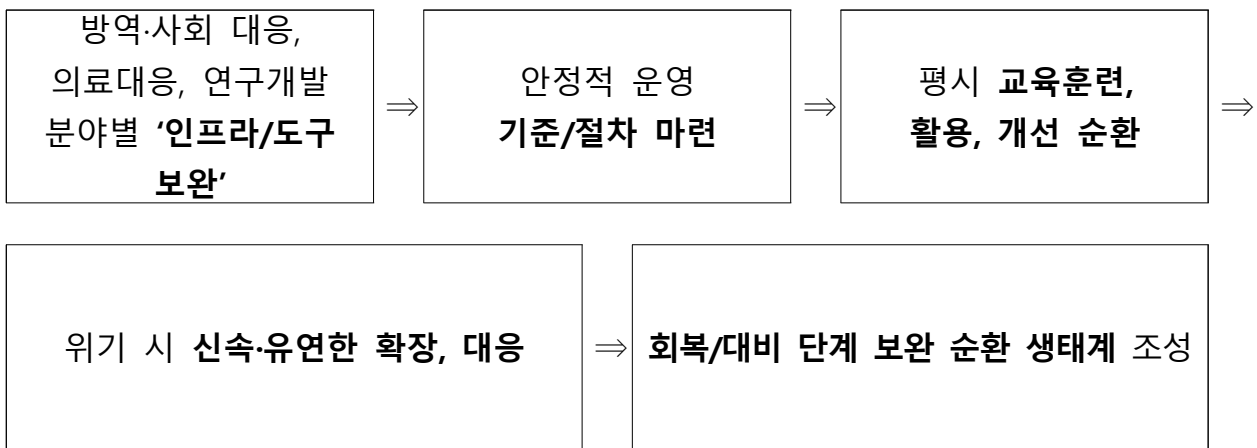 방역·사회 대응,
의료대응, 연구개발
분야별 ‘인프라/도구
보완’
⇒
안정적 운영
기준/절차 마련
⇒
평시 교육훈련,
활용, 개선 순환
⇒
위기 시 신속·유연한 확장, 대응
⇒
회복/대비 단계 보완 순환 생태계 조성